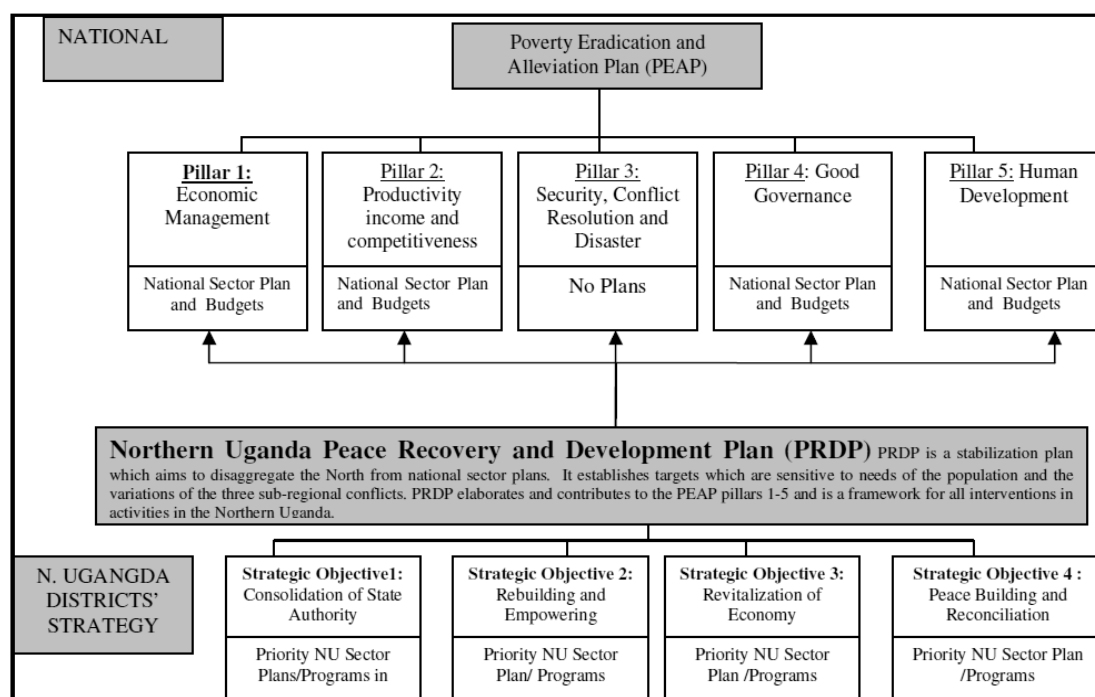 NATIONAL
Poverty Eradication and
Alleviation Plan (PEAP)
Pillar 1:
Economic
Management
National Sector Plan
and Budgets
Pillar 2:
Productivity
income and
competitiveness
National Sector Plan
and Budgets
Pillar 3:
Security, Conflict
Resolution and
Disaster
No Plans
Pillar 4: Good
Governance
National Sector Plan
and Budgets
Pillar 5: Human
Development
National Sector Plan
and Budgets
Northern Uganda Peace Recovery and Development Plan (PRDP) PRDP is a stabilization plan
which aims to disaggregate the North from national sector plans. It establishes targets which are sensitive to needs of the population and the
variations of the three sub-regional conflicts. PRDP elaborates and contributes to the PEAP pillars 1-5 and is a framework for all interventions in
activities in the Northern Uganda.
N. UGANGDA
DISTRICTS'
STRATEGY
Strategic Objective1:
Consolidation of State
Authority
Priority NU Sector
Plans/Programs in
Strategic Objective 2:
Rebuilding and
Empowering
Priority NU Sector
Plan/ Programs
Strategic Objective 3:
Revitalization of
Economy
Priority NU Sector
Plan /Programs
Strategic Objective 4 :
Peace Building and
Reconciliation
Priority NU Sector Plan
/Programs